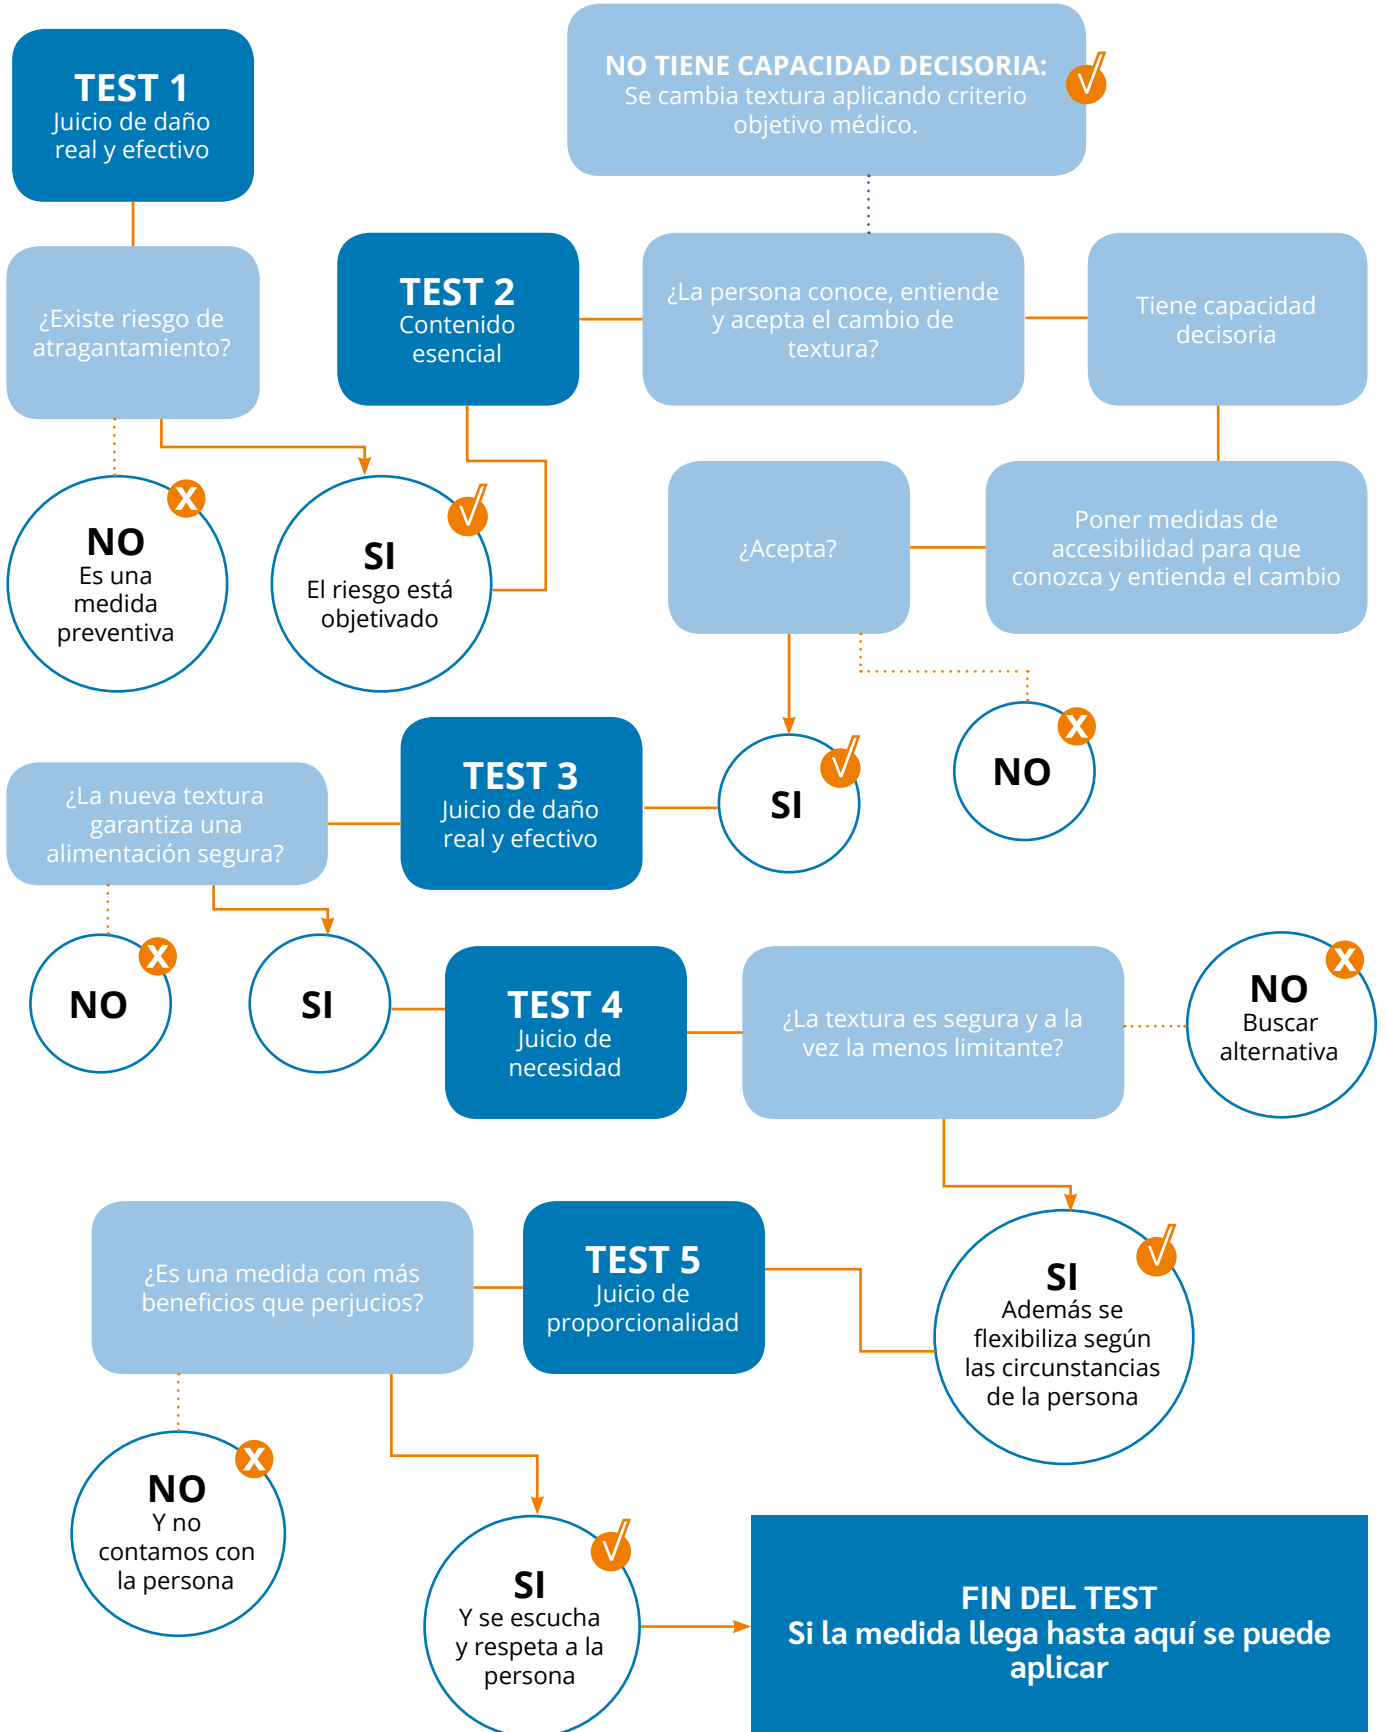 TEST 1
Juicio de daño
real y efectivo
NO TIENE CAPACIDAD DECISORIA:
Se cambia textura aplicando criterio
objetivo médico.
√
¿Existe riesgo de
atragantamiento?
TEST 2
Contenido
esencial
¿La persona conoce, entiende
y acepta el cambio de
textura?
Tiene capacidad
decisoria
X
NO
Es una
medida
preventiva
√
SI
El riesgo está
objetivado
¿Acepta?
Poner medidas de
accesibilidad para que
conozca y entienda el cambio
√
SI
X
NO
TEST 3
Juicio de daño
real y efectivo
¿La nueva textura
garantiza una
alimentación segura?
X
NO
SI
TEST 4
Juicio de
necesidad
¿La textura es segura y a la
vez la menos limitante?
X
NO
Buscar
alternativa
√
SI
Además se
flexibiliza según
las circunstancias
de la persona
TEST 5
Juicio de
proporcionalidad
¿Es una medida con más
beneficios que perjucios?
X
NO
Y no
contamos con
la persona
√
SI
Y se escucha
y respeta a la
persona
FIN DEL TEST
Si la medida llega hasta aquí se puede
aplicar